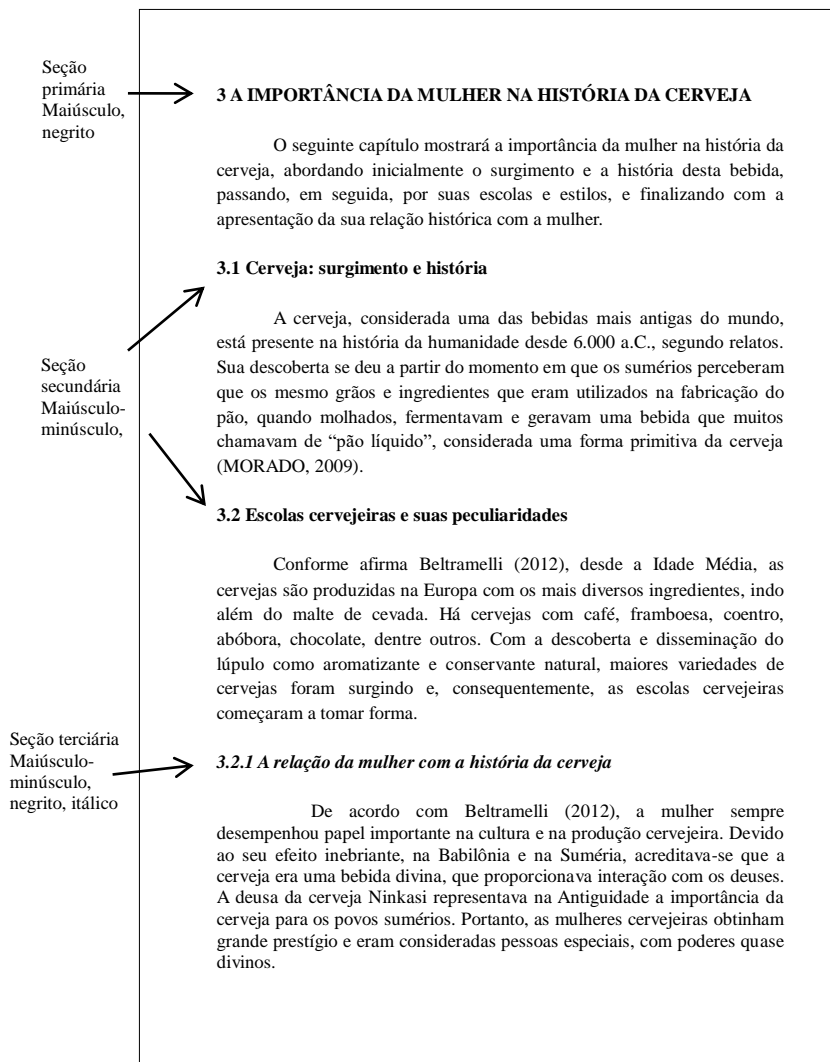 Seção
primária
Maiúsculo,
negrito
3 A IMPORTÂNCIA DA MULHER NA HISTÓRIA DA CERVEJA
O seguinte capítulo mostrará a importância da mulher na história da
cerveja, abordando inicialmente o surgimento e a história desta bebida,
passando, em seguida, por suas escolas e estilos, e finalizando com a
apresentação da sua relação histórica com a mulher.
3.1 Cerveja: surgimento e história
A cerveja, considerada uma das bebidas mais antigas do mundo,
está presente na história da humanidade desde 6.000 a.C., segundo relatos.
Sua descoberta se deu a partir do momento em que os sumérios perceberam
que os mesmo grãos e ingredientes que eram utilizados na fabricação do
pão, quando molhados, fermentavam e geravam uma bebida que muitos
chamavam de “pão líquido”, considerada uma forma primitiva da cerveja
(MORADO, 2009).
Seção
secundária
Maiúsculo-
minúsculo,
3.2 Escolas cervejeiras e suas peculiaridades
Conforme afirma Beltramelli (2012), desde a Idade Média, as
cervejas são produzidas na Europa com os mais diversos ingredientes, indo
além do malte de cevada. Há cervejas com café, framboesa, coentro,
abóbora, chocolate, dentre outros. Com a descoberta e disseminação do
lúpulo como aromatizante e conservante natural, maiores variedades de
cervejas foram surgindo e, consequentemente, as escolas cervejeiras
começaram a tomar forma.
Seção terciária
Maiúsculo-
minúsculo,
negrito, itálico
3.2.1 A relação da mulher com a história da cerveja
De acordo com Beltramelli (2012), a mulher sempre
desempenhou papel importante na cultura e na produção cervejeira. Devido
ao seu efeito inebriante, na Babilônia e na Suméria, acreditava-se que a
cerveja era uma bebida divina, que proporcionava interação com os deuses.
A deusa da cerveja Ninkasi representava na Antiguidade a importância da
cerveja para os povos sumérios. Portanto, as mulheres cervejeiras obtinham
grande prestígio e eram consideradas pessoas especiais, com poderes quase
divinos.